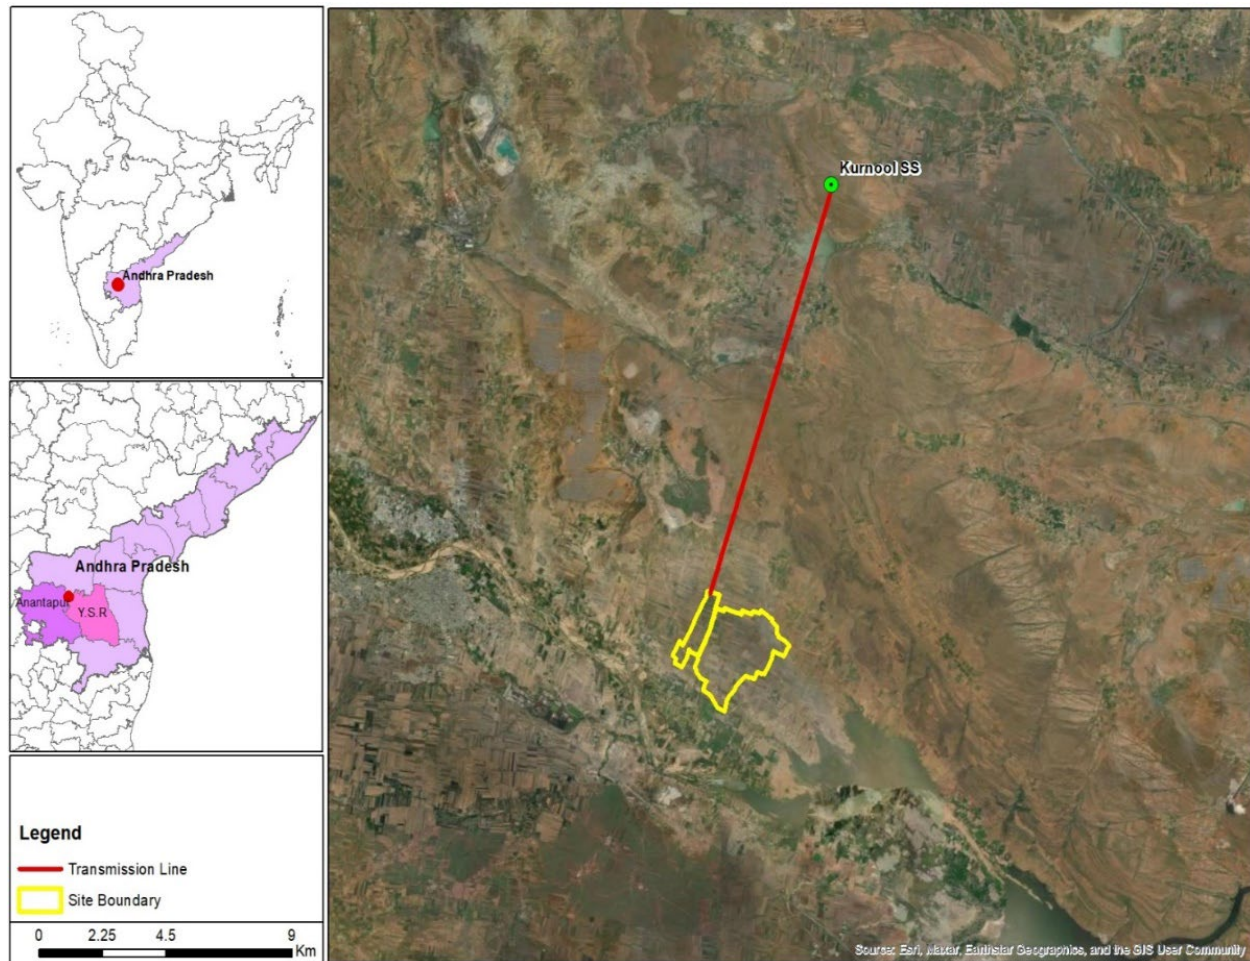 Andhra Pradesh
Andhra Pradesh
Anantapur
Y.S.R
Legend
Transmission Line
Site Boundary
0 2.25 4.5 9
Km
Kurnool SS
Source: Esri, Maxar, Earthstar Geographics, and the GIS User Community